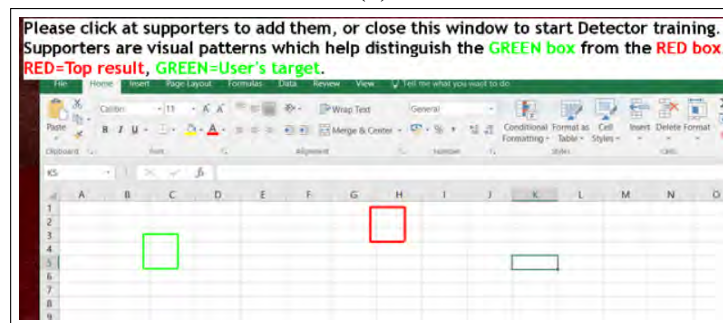 Please click at supporters to add them, or close this window to start Detector training.
Supporters are visual patterns which help distinguish the GREEN box from the RED box
RED=Top result, GREEN=User's target.
File Home Insert Page Layout Formulas Data Review View Tell me what you want to do
Calibri 11 A A Wrap Text General
Paste B I U A Merge & Center % Conditional Formatting Format as Table Cell Styles Insert Delete Format
Clipboard Font Alignment Number Styles Cells
K5 fx
A B C D E F G H I J K L M N O
1
2
3
4
5
6
7
8
9